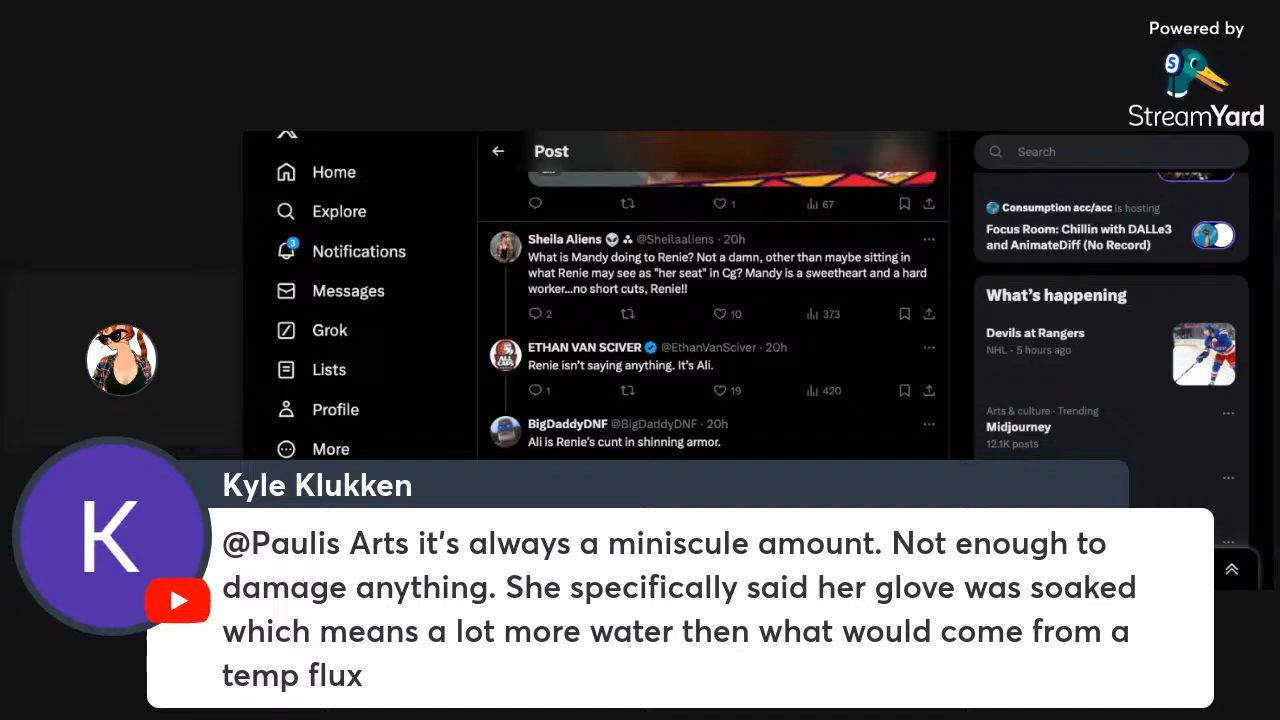 Powered by
S
StreamYard
Home
Explore
3
Notifications
Messages
Grok
Lists
Profile
More
Post
1
67
Sheila Aliens @Sheilaaliens · 20h
What is Mandy doing to Renie? Not a damn, other than maybe sitting in
what Renie may see as "her seat" in Cg? Mandy is a sweetheart and a hard
worker...no short cuts, Renie!!
2
10
373
ETHAN VAN SCIVER @EthanVanSciver · 20h
Renie isn't saying anything. It's Ali.
1
19
420
BigDaddyDNF @BigDaddyDNF · 20h
Ali is Renie's cunt in shinning armor.
Search
Consumption acc/acc is hosting
Focus Room: Chillin with DALLe3
and AnimateDiff (No Record)
What's happening
Devils at Rangers
NHL · 5 hours ago
Arts & culture · Trending
Midjourney
12.1K posts
K
Kyle Klukken
@Paulis Arts it's always a miniscule amount. Not enough to
damage anything. She specifically said her glove was soaked
which means a lot more water then what would come from a
temp flux